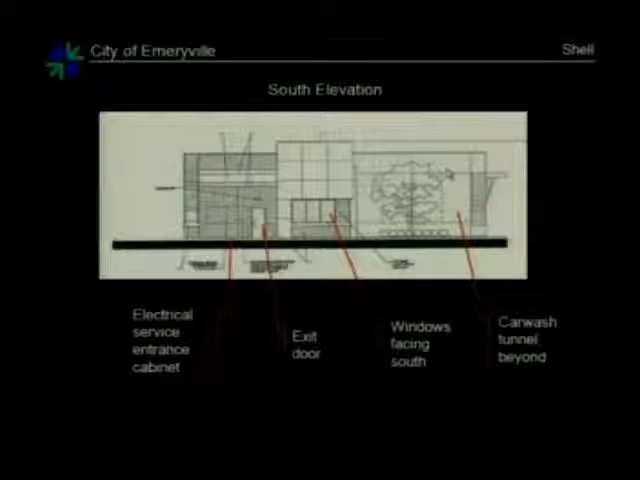 City of Emeryville
Shell
South Elevation
Electrical
service
entrance
cabinet
Exit
door
Windows
facing
south
Carwash
tunnel
beyond